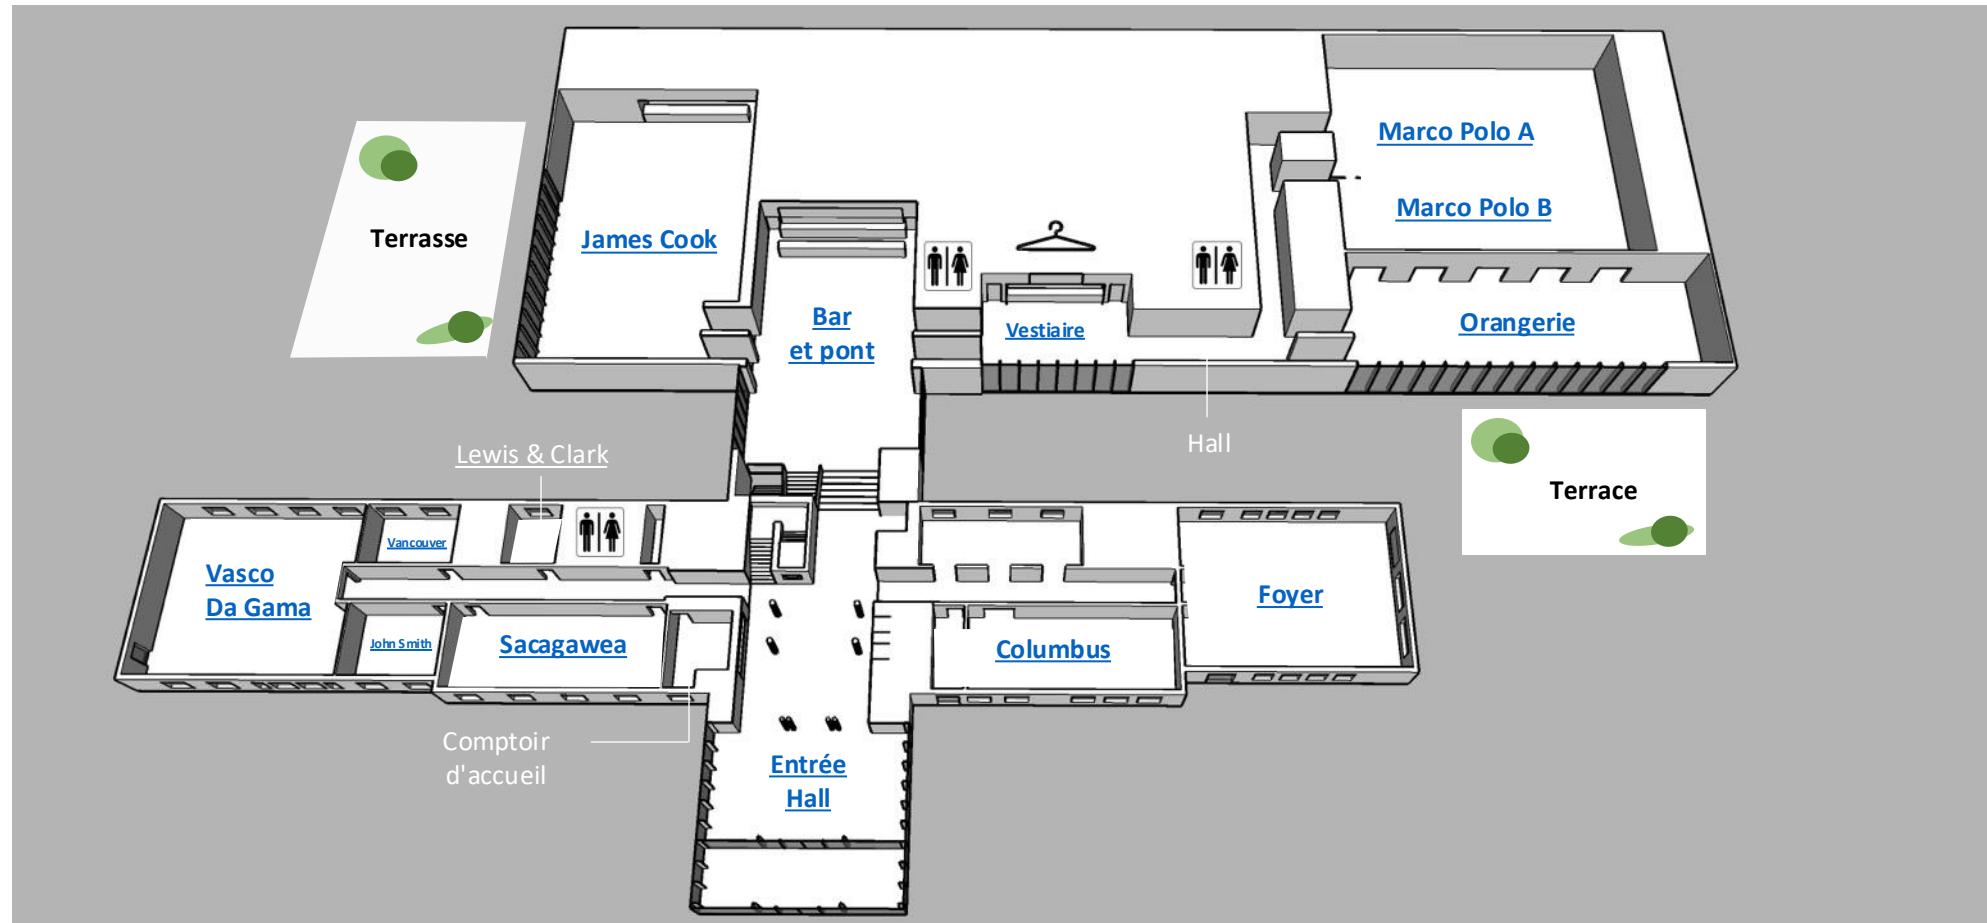 Marco Polo A
Marco Polo B
Terrasse
James Cook
Bar
et pont
Vestiaire
Orangerie
Hall
Lewis & Clark
Terrace
Vancouver
Vasco
Da Gama
Foyer
John Smith
Sacagawea
Columbus
Comptoir
d'accueil
Entrée
Hall